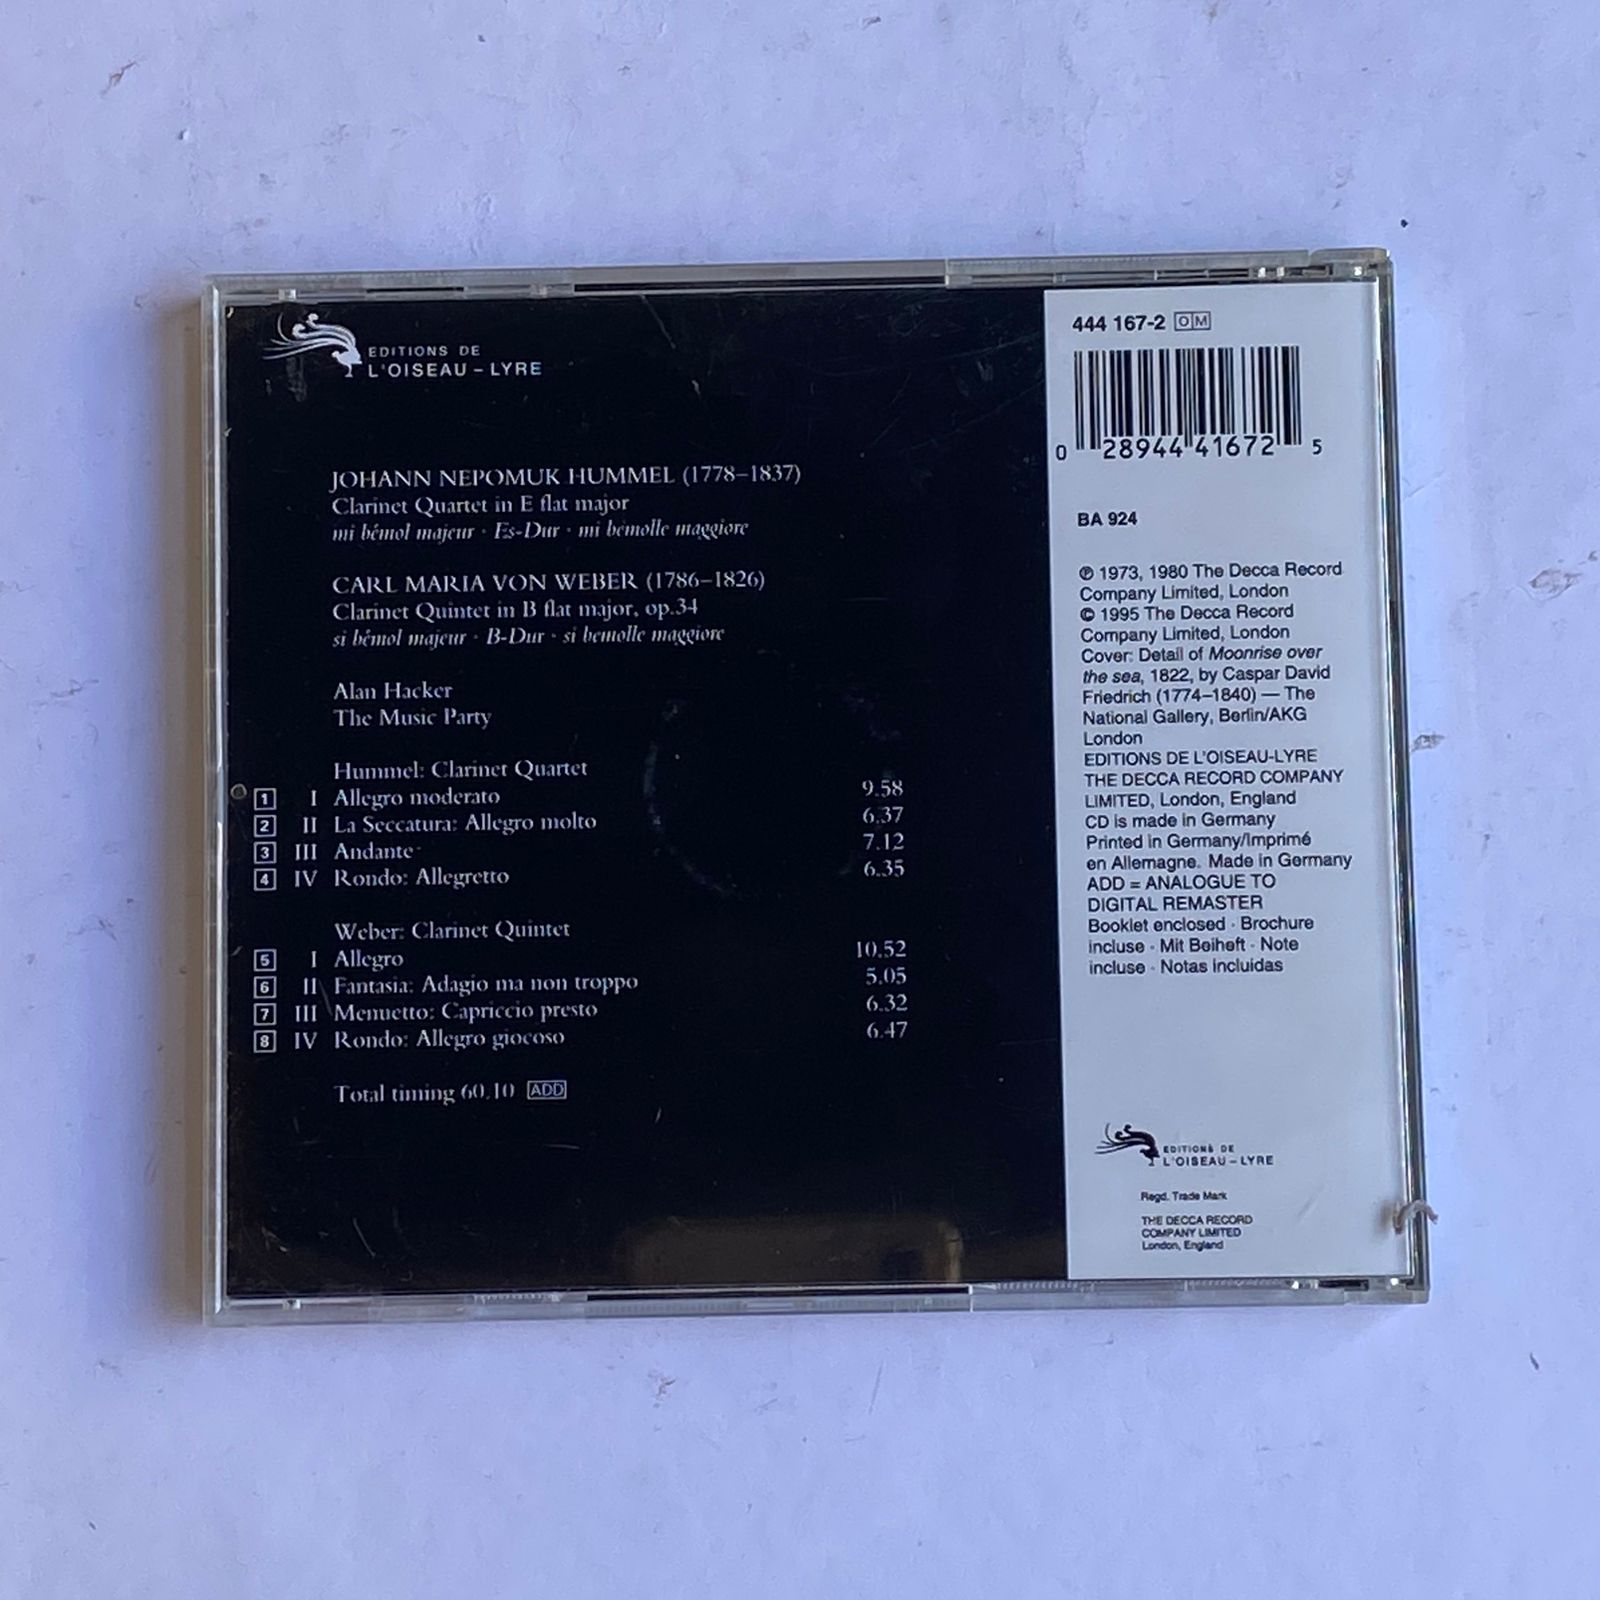 EDITIONS DE
L'OISEAU – LYRE
JOHANN NEPOMUK HUMMEL (1778–1837)
Clarinet Quartet in E flat major
mi bémol majeur · Es-Dur · mi bemolle maggiore
CARL MARIA VON WEBER (1786–1826)
Clarinet Quintet in B flat major, op.34
si bémol majeur · B-Dur · si bemolle maggiore
Alan Hacker
The Music Party
Hummel: Clarinet Quartet
1 I Allegro moderato 9.58
2 II La Seccatura: Allegro molto 6.37
3 III Andante 7.12
4 IV Rondo: Allegretto 6.35
Weber: Clarinet Quintet
5 I Allegro 10.52
6 II Fantasia: Adagio ma non troppo 5.05
7 III Menuetto: Capriccio presto 6.32
8 IV Rondo: Allegro giocoso 6.47
Total timing 60.10 ADD
444 167-2 OM
0 28944 41672 5
BA 924
℗ 1973, 1980 The Decca Record
Company Limited, London
© 1995 The Decca Record
Company Limited, London
Cover: Detail of Moonrise over
the sea, 1822, by Caspar David
Friedrich (1774–1840) — The
National Gallery, Berlin/AKG
London
EDITIONS DE L'OISEAU-LYRE
THE DECCA RECORD COMPANY
LIMITED, London, England
CD is made in Germany
Printed in Germany/Imprimé
en Allemagne. Made in Germany
ADD = ANALOGUE TO
DIGITAL REMASTER
Booklet enclosed · Brochure
incluse · Mit Beiheft · Note
incluse · Notas incluidas
EDITIONS DE
L'OISEAU – LYRE
Regd. Trade Mark
THE DECCA RECORD
COMPANY LIMITED
London, England